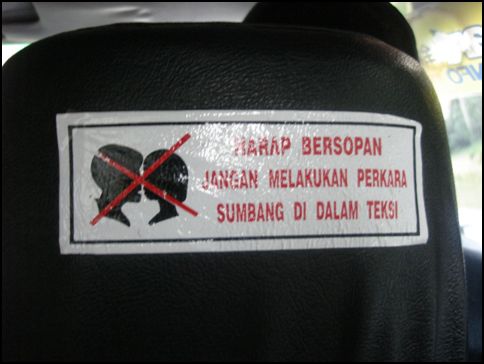 HARAP BERSOPAN
JANGAN MELAKUKAN PERKARA
SUMBANG DI DALAM TEKSI